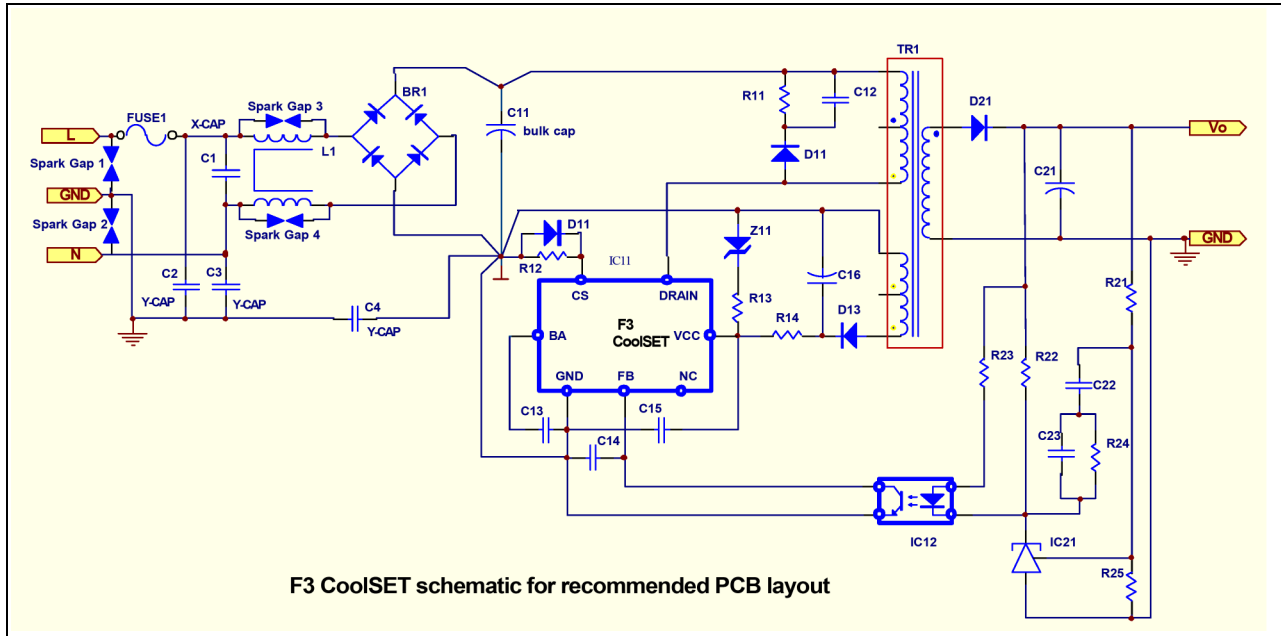 TR1
BR1
R11
C12
Spark Gap 3
C11
D21
FUSE1
X-CAP
bulk cap
L
Vo
L1
Spark Gap 1
C1
D11
C21
GND
Spark Gap 2
D11
Z11
Spark Gap 4
GND
N
R12
IC11
C2
C3
C16
R21
CS
DRAIN
Y-CAP
Y-CAP
C4
R13
F3
CoolSET
R14
D13
Y-CAP
BA
VCC
R23
R22
GND
FB
NC
C22
C13
C15
C23
R24
C14
IC12
IC21
R25
F3 CoolSET schematic for recommended PCB layout